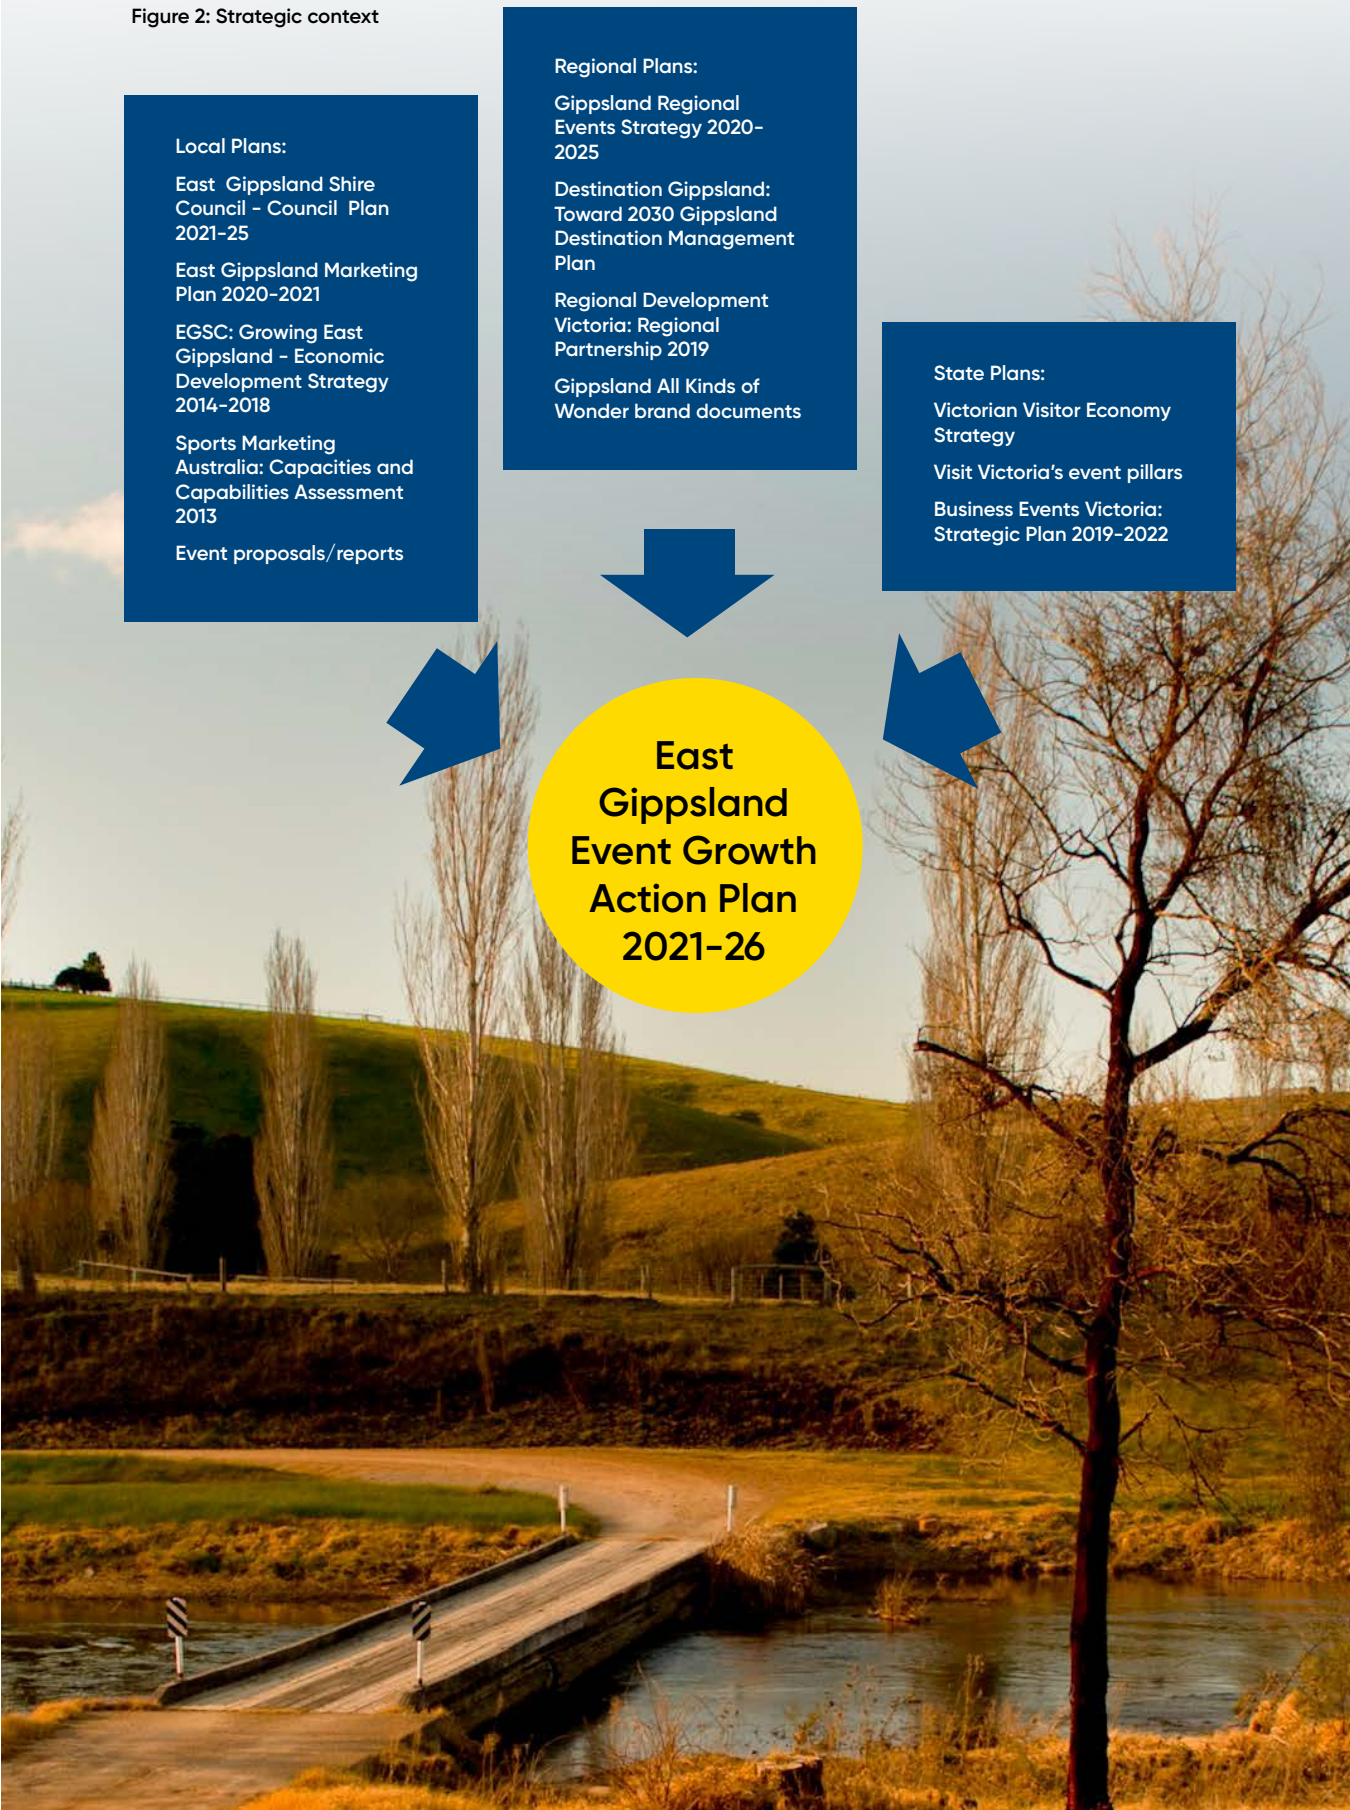 Figure 2: Strategic context
Local Plans:
East  Gippsland Shire
Council - Council  Plan
2021-25
East Gippsland Marketing
Plan 2020-2021
EGSC: Growing East
Gippsland - Economic
Development Strategy
2014-2018
Sports Marketing
Australia: Capacities and
Capabilities Assessment
2013
Event proposals/reports
Regional Plans:
Gippsland Regional
Events Strategy 2020-
2025
Destination Gippsland:
Toward 2030 Gippsland
Destination Management
Plan
Regional Development
Victoria: Regional
Partnership 2019
Gippsland All Kinds of
Wonder brand documents
State Plans:
Victorian Visitor Economy
Strategy
Visit Victoria's event pillars
Business Events Victoria:
Strategic Plan 2019-2022
East
Gippsland
Event Growth
Action Plan
2021-26